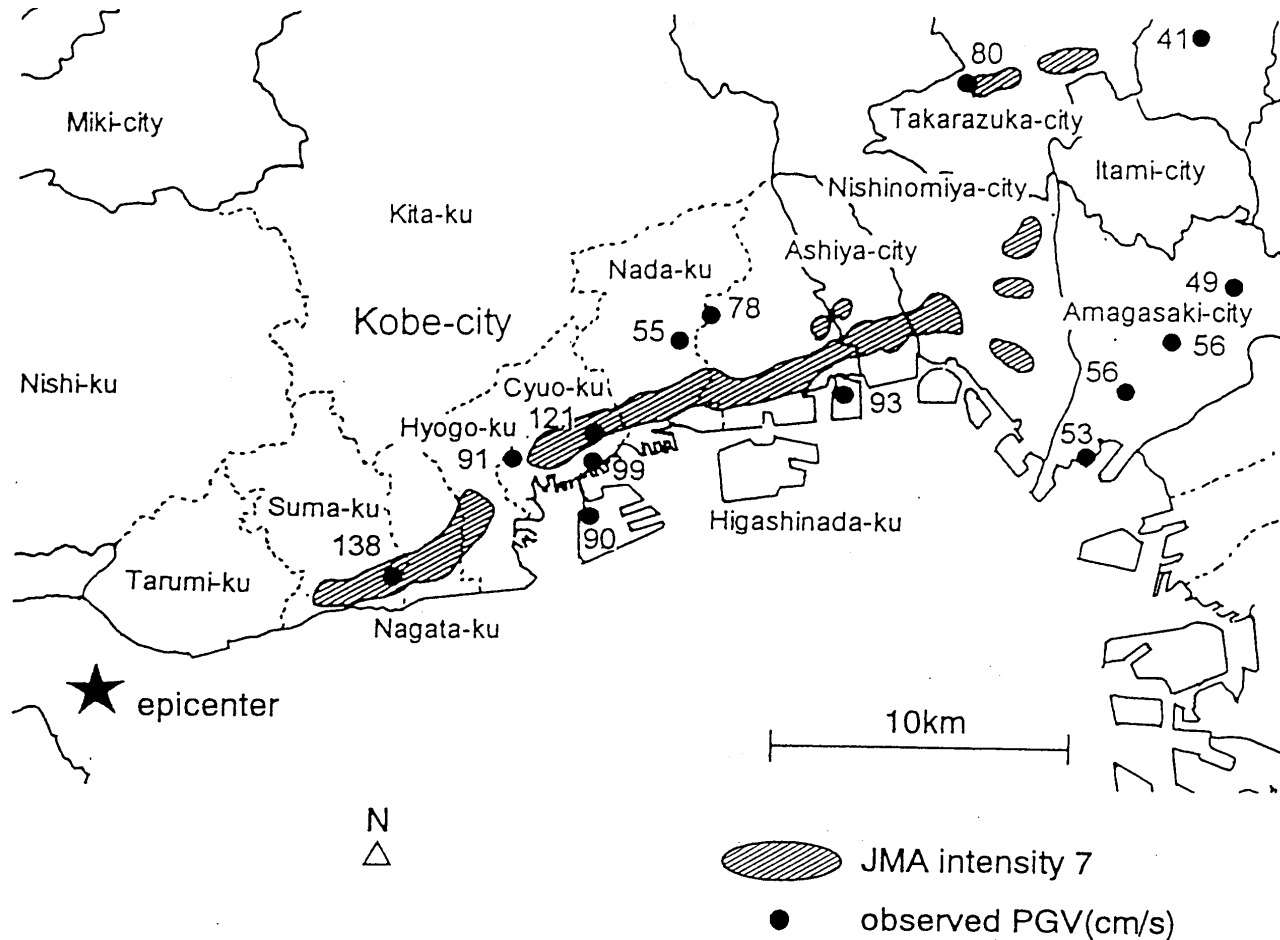 41
80
Miki-city
Takarazuka-city
Itami-city
Nishinomiya-city
Kita-ku
Ashiya-city
Nada-ku
49
78
Amagasaki-city
Kobe-city
55
56
Nishi-ku
Cyuo-ku
56
93
121
Hyogo-ku
91
53
99
Suma-ku
Higashinada-ku
90
138
Tarumi-ku
Nagata-ku
epicenter
10km
N
JMA intensity 7
observed PGV(cm/s)